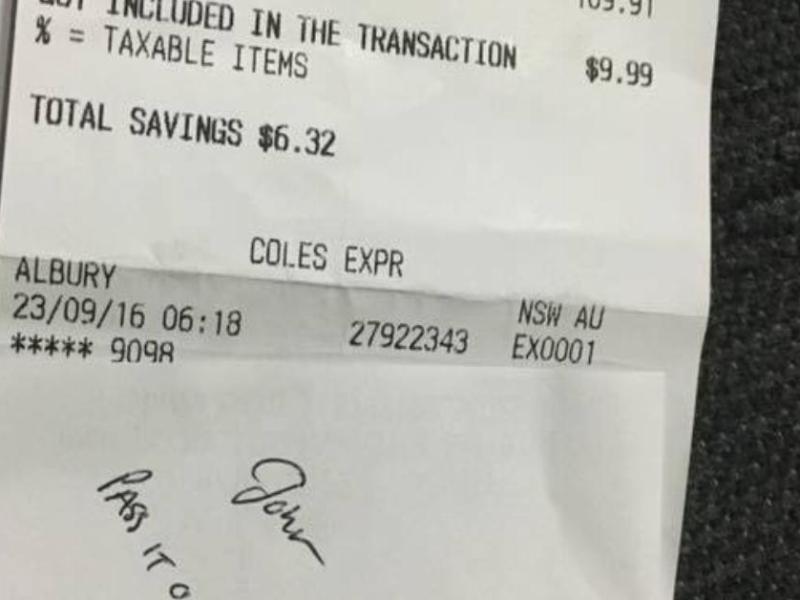 INCLUDED IN THE TRANSACTION $9.99
% = TAXABLE ITEMS
TOTAL SAVINGS $6.32
COLES EXPR
ALBURY NSW AU
23/09/16 06:18 27922343 EX0001
***** 9098
John
PASS IT O